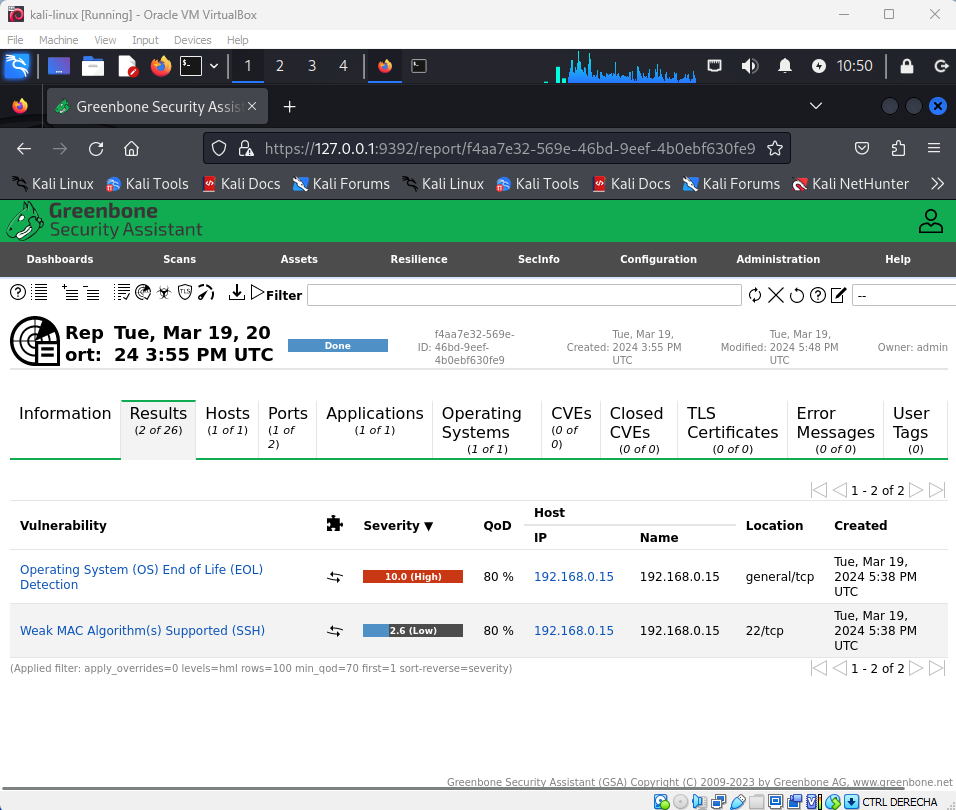 kali-linux [Running] - Oracle VM VirtualBox
File Machine View Input Devices Help
1 2 3 4 10:50
Greenbone Security Assis
https://127.0.0.1:9392/report/f4aa7e32-569e-46bd-9eef-4b0ebf630fe9
Kali Linux Kali Tools Kali Docs Kali Forums Kali Linux Kali Tools Kali Docs Kali Forums Kali NetHunter
Greenbone
Security Assistant
Dashboards Scans Assets Resilience SecInfo Configuration Administration Help
TLS Filter --
Rep
ort:
Tue, Mar 19, 20
24 3:55 PM UTC
Done
ID:
f4aa7e32-569e-
46bd-9eef-
4b0ebf630fe9
Created:
Tue, Mar 19,
2024 3:55 PM
UTC
Modified:
Tue, Mar 19,
2024 5:48 PM
UTC
Owner: admin
Information
Results
(2 of 26)
Hosts
(1 of 1)
Ports
(1 of
2)
Applications
(1 of 1)
Operating
Systems
(1 of 1)
CVEs
(0 of
0)
Closed
CVEs
(0 of 0)
TLS
Certificates
(0 of 0)
Error
Messages
(0 of 0)
User
Tags
(0)
1 - 2 of 2
Vulnerability Severity ▼ QoD Host Location Created
IP Name
Operating System (OS) End of Life (EOL)
Detection
10.0 (High) 80 % 192.168.0.15 192.168.0.15 general/tcp
Tue, Mar 19,
2024 5:38 PM
UTC
Weak MAC Algorithm(s) Supported (SSH) 2.6 (Low) 80 % 192.168.0.15 192.168.0.15 22/tcp
Tue, Mar 19,
2024 5:38 PM
UTC
(Applied filter: apply_overrides=0 levels=hml rows=100 min_qod=70 first=1 sort-reverse=severity)
1 - 2 of 2
Greenbone Security Assistant (GSA) Copyright (C) 2009-2023 by Greenbone AG, www.greenbone.net
CTRL DERECHA